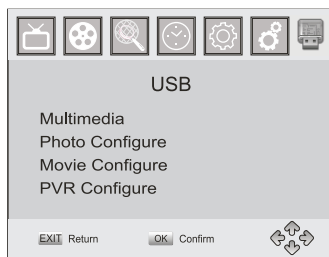 USB
Multimedia
Photo Configure
Movie Configure
PVR Configure
EXIT Return OK Confirm